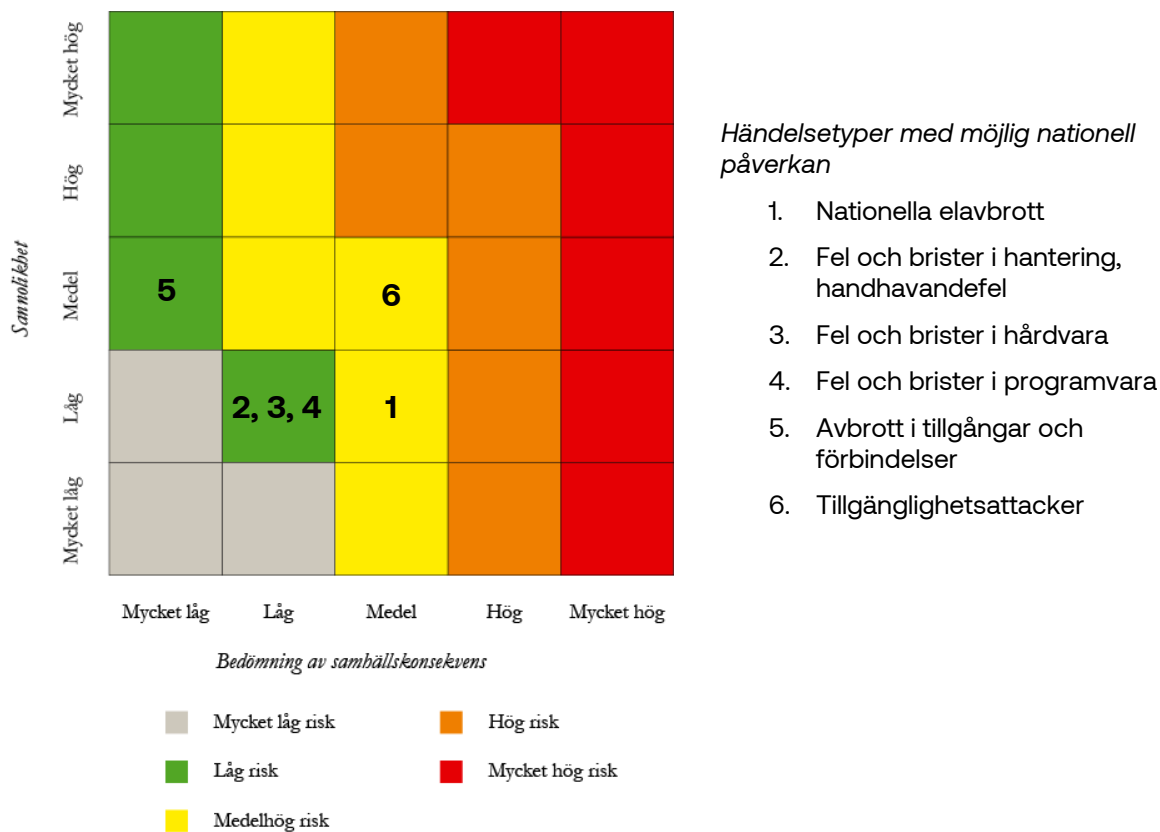 Sannolikhet
Mycket hög
Hög
Medel
Låg
Mycket låg
5
6
2, 3, 4
1
Mycket låg
Låg
Medel
Hög
Mycket hög
Bedömning av samhällskonsekvens
Mycket låg risk
Låg risk
Medelhög risk
Hög risk
Mycket hög risk
Händelsetyper med möjlig nationell
påverkan
1. Nationella elavbrott
2. Fel och brister i hantering,
handhavandefel
3. Fel och brister i hårdvara
4. Fel och brister i programvara
5. Avbrott i tillgångar och
förbindelser
6. Tillgänglighetsattacker